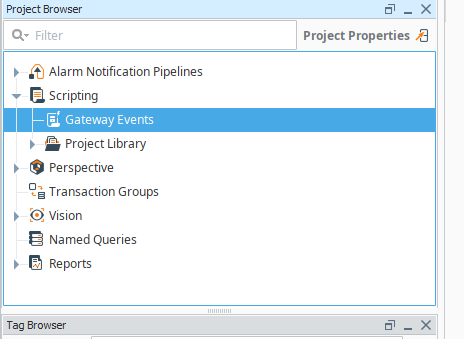 Project Browser
Filter
Project Properties
Alarm Notification Pipelines
Scripting
Gateway Events
Project Library
Perspective
Transaction Groups
Vision
Named Queries
Reports
Tag Browser